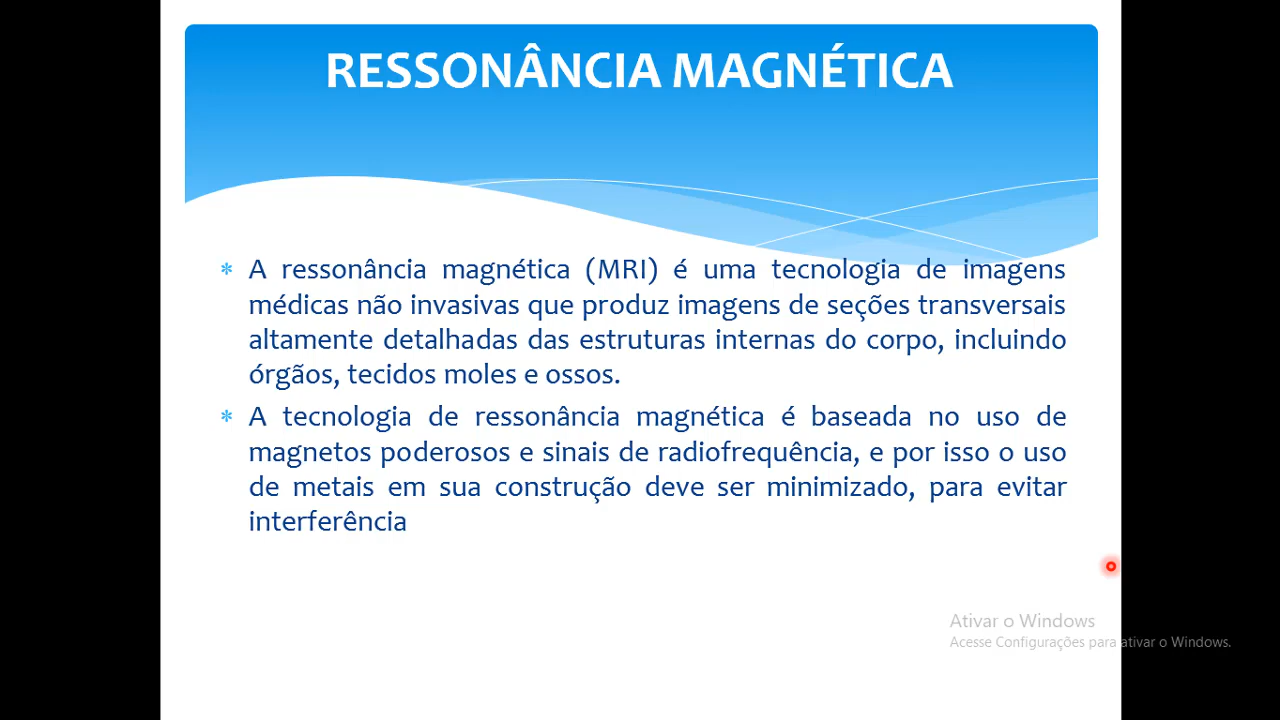 RESSONÂNCIA MAGNÉTICA
* A ressonância magnética (MRI) é uma tecnologia de imagens
médicas não invasivas que produz imagens de seções transversais
altamente detalhadas das estruturas internas do corpo, incluindo
órgãos, tecidos moles e ossos.
* A tecnologia de ressonância magnética é baseada no uso de
magnetos poderosos e sinais de radiofrequência, e por isso o uso
de metais em sua construção deve ser minimizado, para evitar
interferência
Ativar o Windows
Acesse Configurações para ativar o Windows.